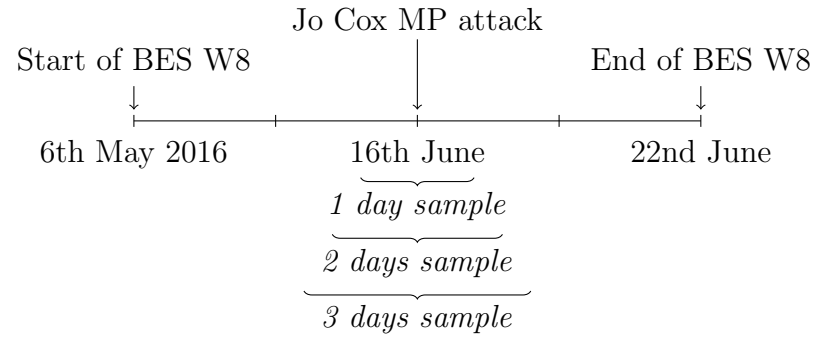 Jo Cox MP attack
Start of BES W8
End of BES W8
6th May 2016
16th June
22nd June
1 day sample
2 days sample
3 days sample